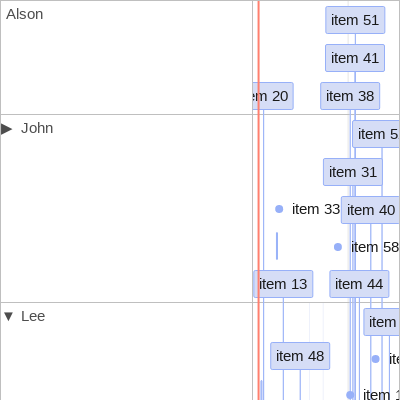 Alson
item 51
item 41
em 20
item 38
▶ John
item 5
item 31
item 33
item 40
item 58
item 13
item 44
▼ Lee
item
item 48
ite
item 1